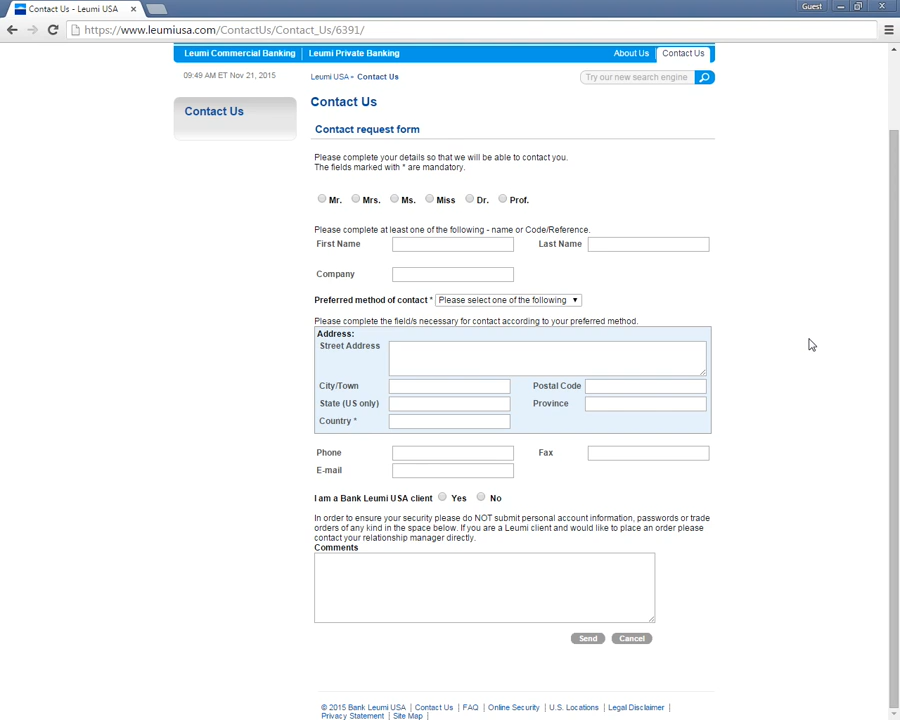 Contact Us - Leumi USA
Guest
https://www.leumiusa.com/ContactUs/Contact_Us/6391/
Leumi Commercial Banking | Leumi Private Banking
About Us | Contact Us
09:49 AM ET Nov 21, 2015
Leumi USA Contact Us
Try our new search engine
Contact Us
Contact Us
Contact request form
Please complete your details so that we will be able to contact you.
The fields marked with * are mandatory.
Mr. Mrs. Ms. Miss Dr. Prof.
Please complete at least one of the following - name or Code/Reference.
First Name Last Name
Company
Preferred method of contact * Please select one of the following
Please complete the field/s necessary for contact according to your preferred method.
Address:
Street Address
City/Town Postal Code
State (US only) Province
Country *
Phone Fax
E-mail
I am a Bank Leumi USA client Yes No
In order to ensure your security please do NOT submit personal account information, passwords or trade
orders of any kind in the space below. If you are a Leumi client and would like to place an order please
contact your relationship manager directly.
Comments
Send Cancel
© 2015 Bank Leumi USA | Contact Us | FAQ | Online Security | U.S. Locations | Legal Disclaimer |
Privacy Statement | Site Map |